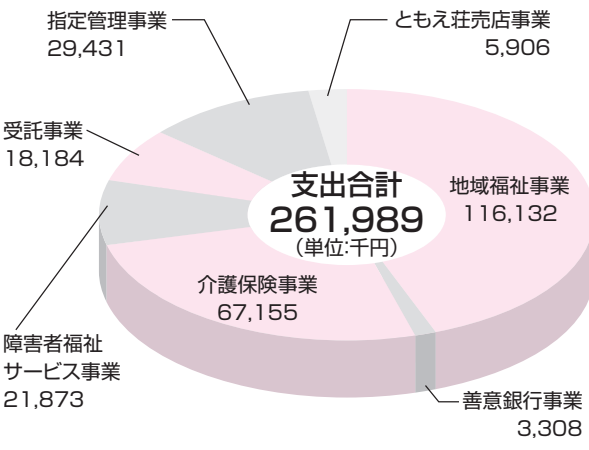 指定管理事業
29,431
ともえ荘売店事業
5,906
受託事業
18,184
支出合計
261,989
(単位:千円)
地域福祉事業
116,132
介護保険事業
67,155
障害者福祉
サービス事業
21,873
善意銀行事業
3,308